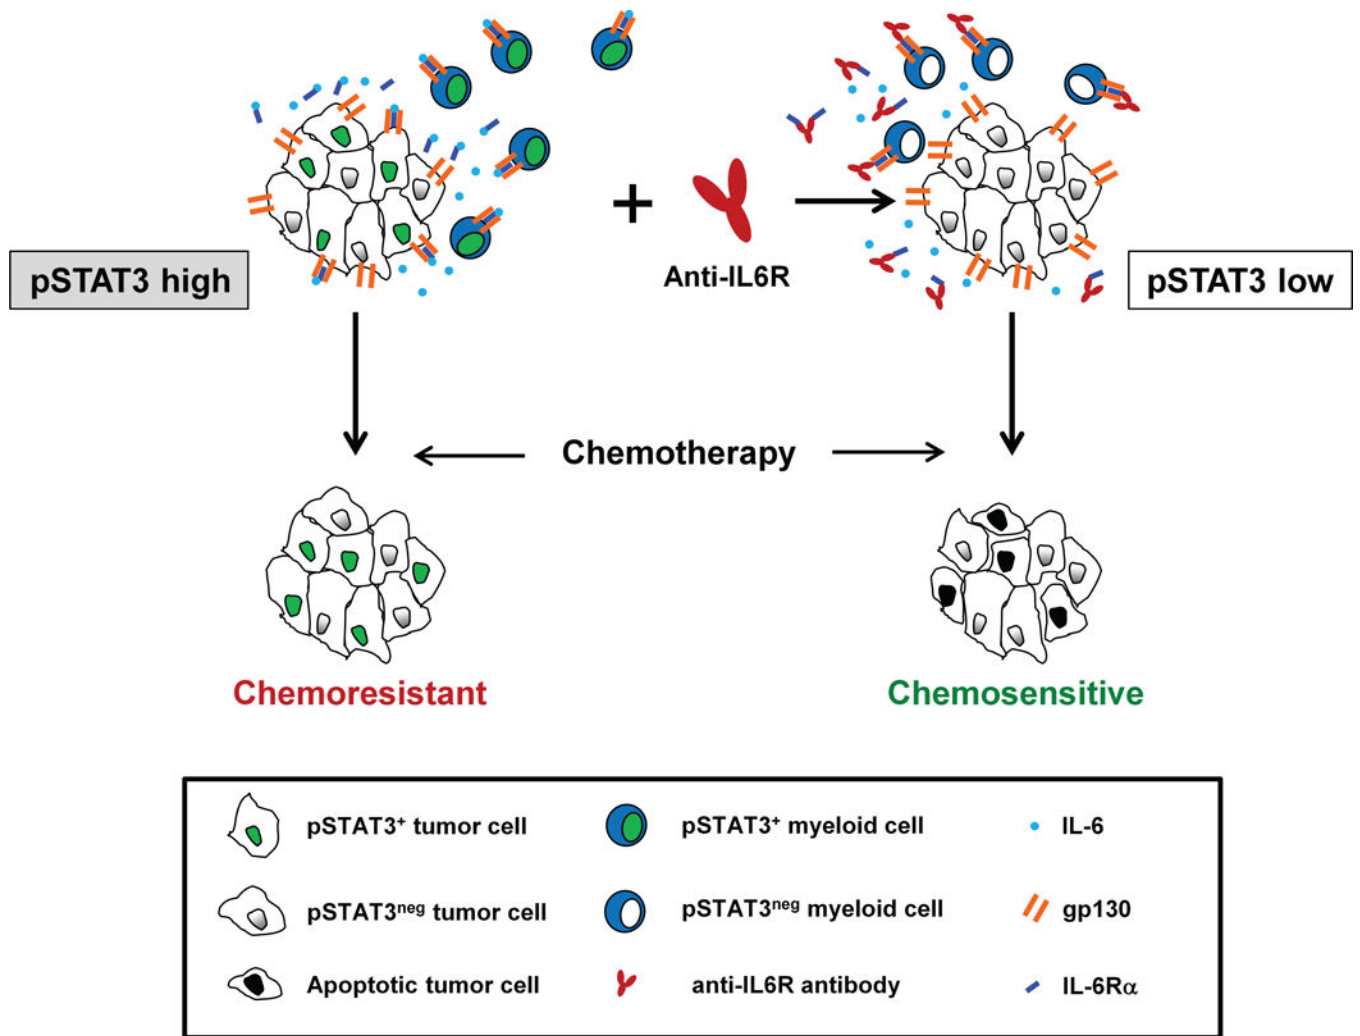 pSTAT3 high
+
Anti-IL6R
pSTAT3 low
Chemotherapy
Chemoresistant
Chemosensitive
pSTAT3⁺ tumor cell
pSTAT3⁺ myeloid cell
IL-6
pSTAT3ⁿᵉᵍ tumor cell
pSTAT3ⁿᵉᵍ myeloid cell
gp130
Apoptotic tumor cell
anti-IL6R antibody
IL-6Rα